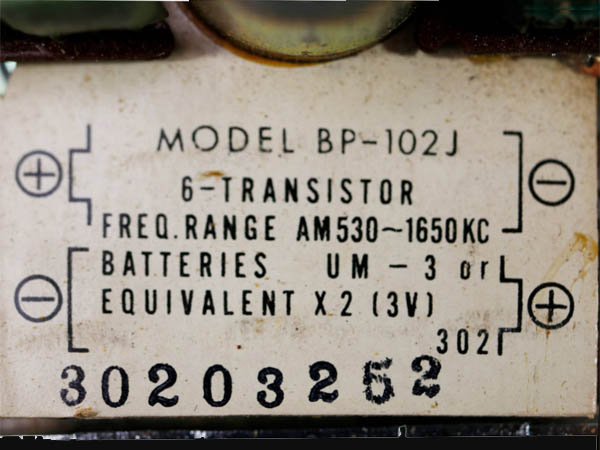 MODEL BP-102J
6-TRANSISTOR
FREQ.RANGE AM530~1650KC
BATTERIES UM-3 or
EQUIVALENT X2 (3V)
302
30203252